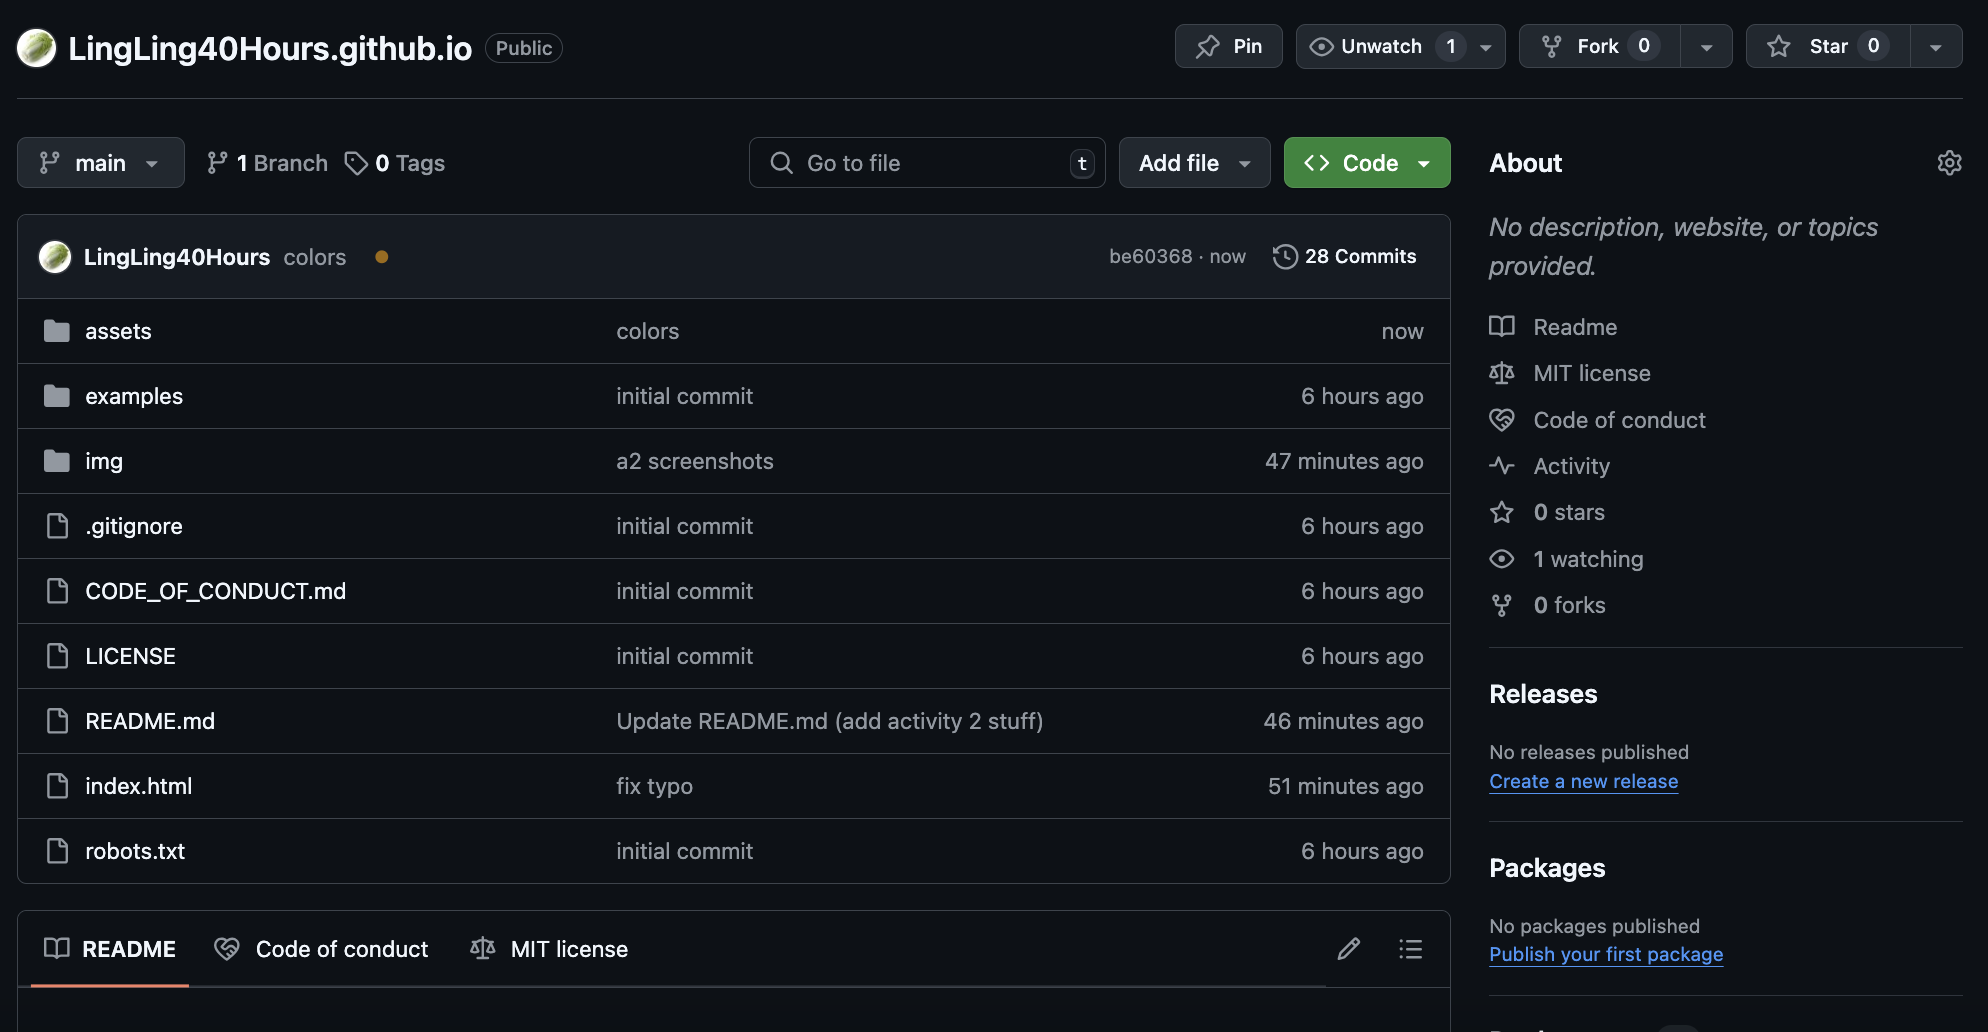 LingLing40Hours.github.io Public
Pin Unwatch 1 Fork 0 Star 0
main 1 Branch 0 Tags Go to file t Add file Code
LingLing40Hours colors be60368 · now 28 Commits
assets colors now
examples initial commit 6 hours ago
img a2 screenshots 47 minutes ago
.gitignore initial commit 6 hours ago
CODE_OF_CONDUCT.md initial commit 6 hours ago
LICENSE initial commit 6 hours ago
README.md Update README.md (add activity 2 stuff) 46 minutes ago
index.html fix typo 51 minutes ago
robots.txt initial commit 6 hours ago
README Code of conduct MIT license
About
No description, website, or topics
provided.
Readme
MIT license
Code of conduct
Activity
0 stars
1 watching
0 forks
Releases
No releases published
Create a new release
Packages
No packages published
Publish your first package